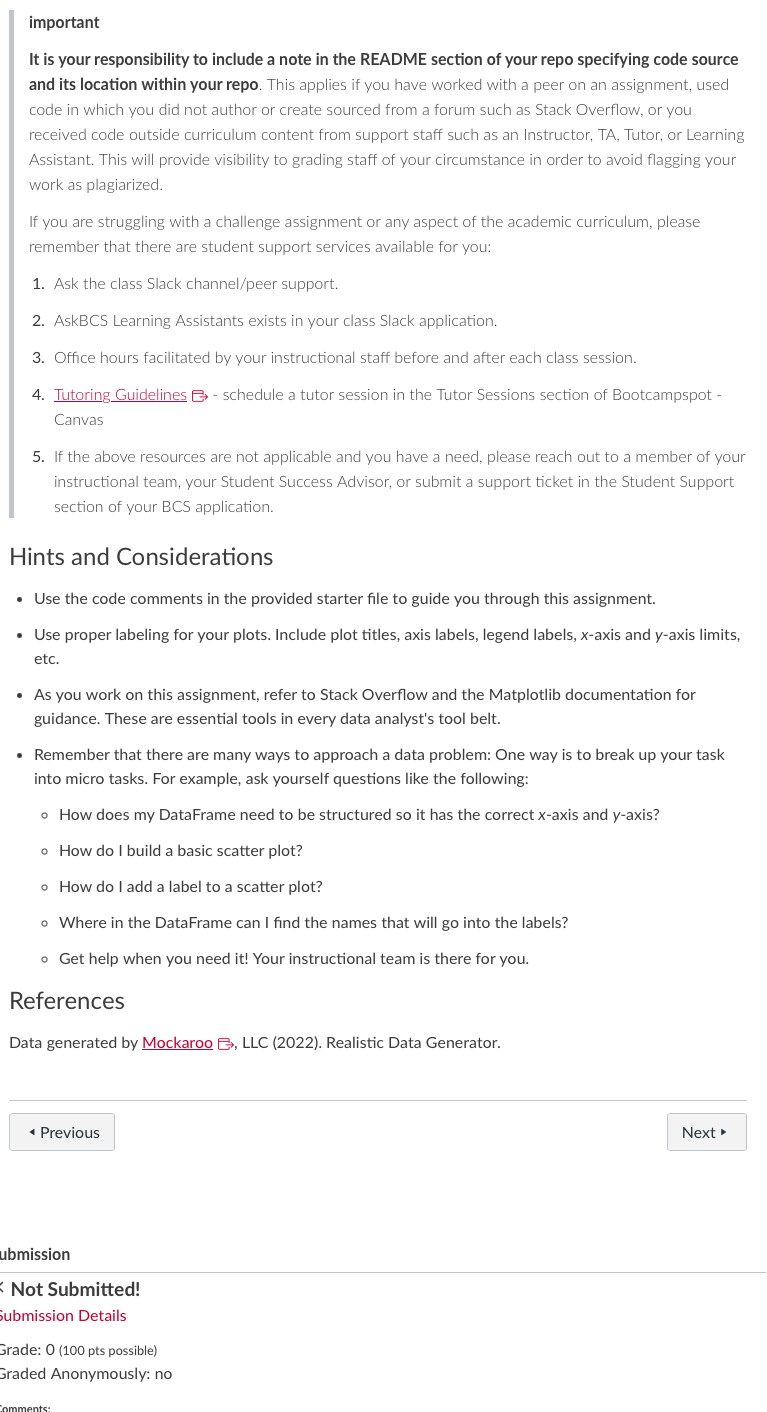 important
It is your responsibility to include a note in the README section of your repo specifying code source
and its location within your repo. This applies if you have worked with a peer on an assignment, used
code in which you did not author or create sourced from a forum such as Stack Overflow, or you
received code outside curriculum content from support staff such as an Instructor, TA, Tutor, or Learning
Assistant. This will provide visibility to grading staff of your circumstance in order to avoid flagging your
work as plagiarized.
If you are struggling with a challenge assignment or any aspect of the academic curriculum, please
remember that there are student support services available for you:
1. Ask the class Slack channel/peer support.
2. AskBCS Learning Assistants exists in your class Slack application.
3. Office hours facilitated by your instructional staff before and after each class session.
4. Tutoring Guidelines - schedule a tutor session in the Tutor Sessions section of Bootcampspot -
Canvas
5. If the above resources are not applicable and you have a need, please reach out to a member of your
instructional team, your Student Success Advisor, or submit a support ticket in the Student Support
section of your BCS application.
Hints and Considerations
• Use the code comments in the provided starter file to guide you through this assignment.
• Use proper labeling for your plots. Include plot titles, axis labels, legend labels, x-axis and y-axis limits,
etc.
• As you work on this assignment, refer to Stack Overflow and the Matplotlib documentation for
guidance. These are essential tools in every data analyst's tool belt.
• Remember that there are many ways to approach a data problem: One way is to break up your task
into micro tasks. For example, ask yourself questions like the following:
◦ How does my DataFrame need to be structured so it has the correct x-axis and y-axis?
◦ How do I build a basic scatter plot?
◦ How do I add a label to a scatter plot?
◦ Where in the DataFrame can I find the names that will go into the labels?
◦ Get help when you need it! Your instructional team is there for you.
References
Data generated by Mockaroo, LLC (2022). Realistic Data Generator.
Previous
Next
ubmission
Not Submitted!
Submission Details
Grade: 0 (100 pts possible)
Graded Anonymously: no
Comments: